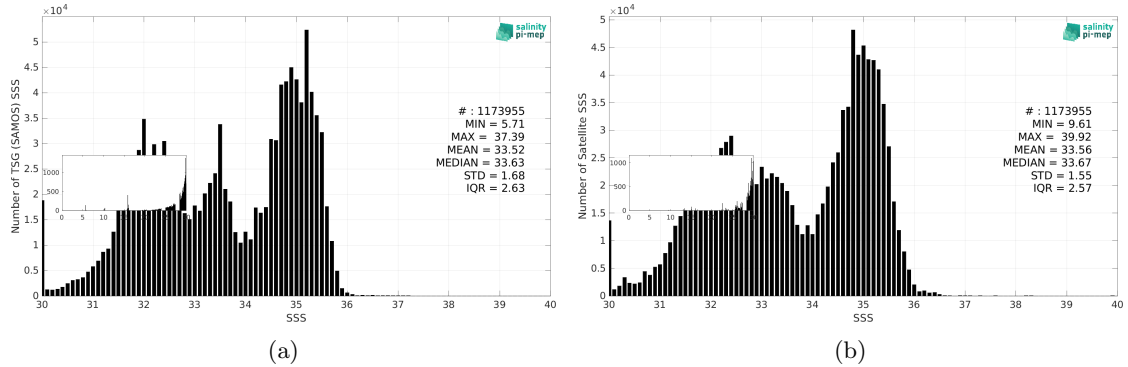 ×10⁴
5
4.5
4
3.5
3
2.5
2
1.5
1
0.5
0
Number of TSG (SAMOS) SSS
salinity
pi-mep
# : 1173955
MIN = 5.71
MAX = 37.39
MEAN = 33.52
MEDIAN = 33.63
STD = 1.68
IQR = 2.63
1000
500
0
0 5 10
30 31 32 33 34 35 36 37 38 39 40
SSS
(a)
×10⁴
5
4.5
4
3.5
3
2.5
2
1.5
1
0.5
0
Number of Satellite SSS
salinity
pi-mep
# : 1173955
MIN = 9.61
MAX = 39.92
MEAN = 33.56
MEDIAN = 33.67
STD = 1.55
IQR = 2.57
1000
500
0
0 5 10
30 31 32 33 34 35 36 37 38 39 40
SSS
(b)